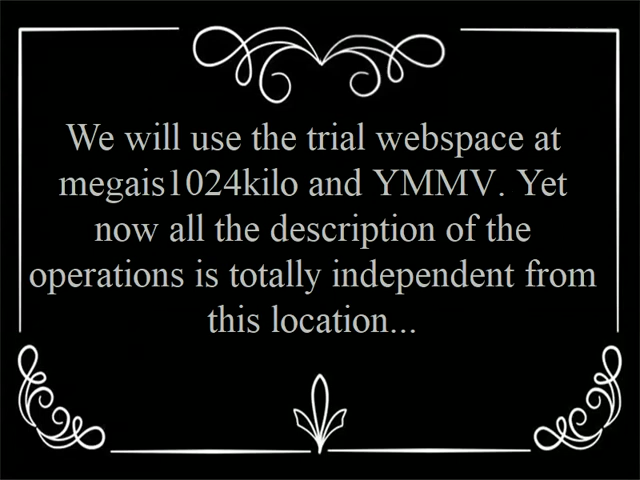 We will use the trial webspace at
megais1024kilo and YMMV. Yet
now all the description of the
operations is totally independent from
this location...